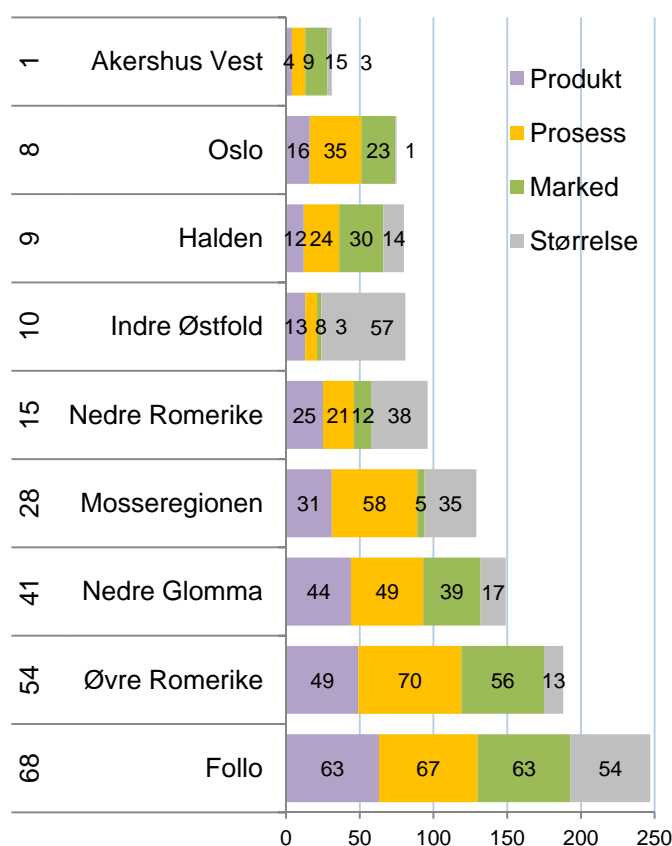 1 Akershus Vest 4 9 15 3
Produkt
Prosess
Marked
Størrelse
8 Oslo 16 35 23 1
9 Halden 12 24 30 14
10 Indre Østfold 13 8 3 57
15 Nedre Romerike 25 21 12 38
28 Mosseregionen 31 58 5 35
41 Nedre Glomma 44 49 39 17
54 Øvre Romerike 49 70 56 13
68 Follo 63 67 63 54
0 50 100 150 200 250